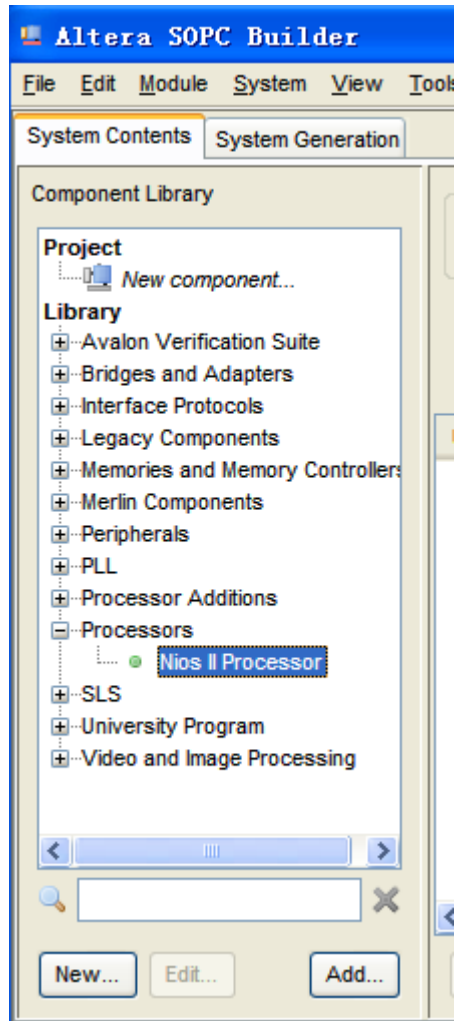 Altera SOPC Builder
File Edit Module System View Tools
System Contents System Generation
Component Library
Project
New component...
Library
Avalon Verification Suite
Bridges and Adapters
Interface Protocols
Legacy Components
Memories and Memory Controllers
Merlin Components
Peripherals
PLL
Processor Additions
Processors
Nios II Processor
SLS
University Program
Video and Image Processing
New... Edit... Add...